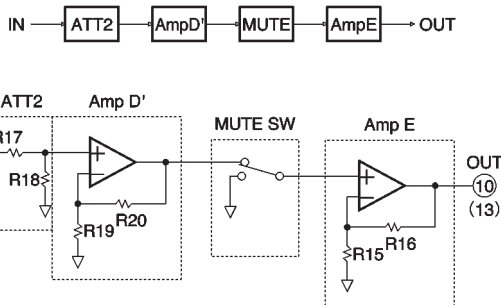 IN ATT2 AmpD' MUTE AmpE OUT
ATT2 Amp D' MUTE SW Amp E
R17 R18 R19 R20 R15 R16
OUT
10
(13)